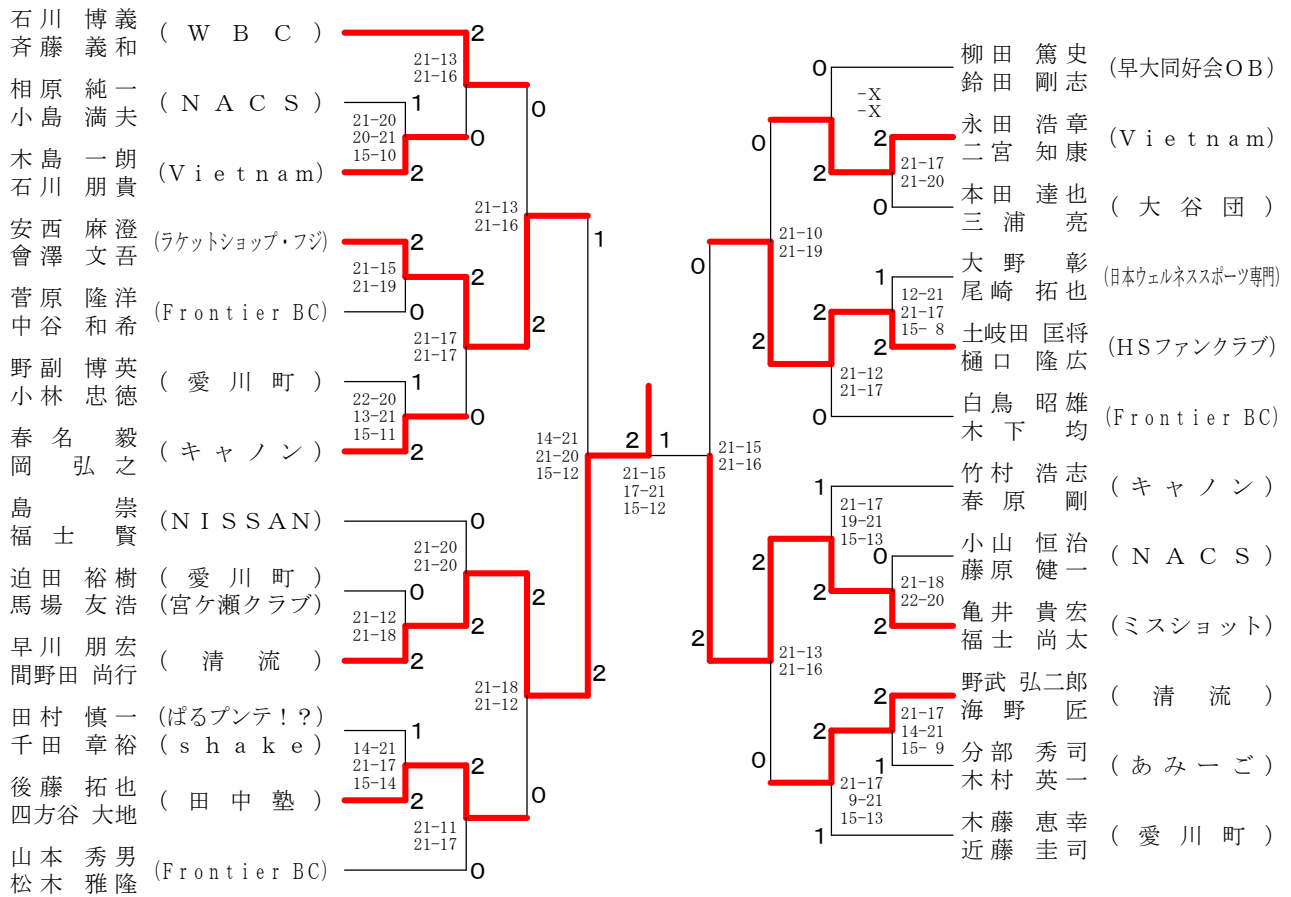 石川 博義
斉藤 義和
(WBC)
2
21-13
21-16
0
相原 純一
小島 満夫
(NACS)
1
21-20
20-21
15-10
0
木島 一朗
石川 朋貴
(Vietnam)
2
21-13
21-16
1
安西 麻澄
會澤 文吾
(ラケットショップ・フジ)
2
21-15
21-19
2
菅原 隆洋
中谷 和希
(Frontier BC)
0
21-17
21-17
2
野副 博英
小林 忠徳
(愛川町)
1
22-20
13-21
15-11
0
春名 毅
岡 弘之
(キャノン)
2
14-21
21-20
15-12
島 崇
福士 賢
(NISSAN)
0
21-20
21-20
2
迫田 裕樹
馬場 友浩
(愛川町)
(宮ケ瀬クラブ)
0
21-12
21-18
2
早川 朋宏
間野田 尚行
(清流)
2
21-18
21-12
2
田村 慎一
千田 章裕
(ぱるプンテ!?)
(shake)
1
14-21
21-17
15-14
2
後藤 拓也
四方谷 大地
(田中塾)
2
21-11
21-17
0
山本 秀男
松木 雅隆
(Frontier BC)
0
2 1
21-15
17-21
15-12
柳田 篤史
鈴田 剛志
(早大同好会OB)
0
-X
-X
0
永田 浩章
二宮 知康
(Vietnam)
2
21-17
21-20
2
本田 達也
三浦 亮
(大谷団)
0
21-10
21-19
0
大野 彰
尾崎 拓也
(日本ウェルネススポーツ専門)
1
12-21
21-17
15- 8
2
土岐田 匡将
樋口 隆広
(HSファンクラブ)
2
21-12
21-17
2
白鳥 昭雄
木下 均
(Frontier BC)
0
21-15
21-16
竹村 浩志
春原 剛
(キャノン)
1
21-17
19-21
15-13
2
小山 恒治
藤原 健一
(NACS)
0
21-18
22-20
2
亀井 貴宏
福士 尚太
(ミスショット)
2
21-13
21-16
2
野武 弘二郎
海野 匠
(清流)
2
21-17
14-21
15- 9
2
分部 秀司
木村 英一
(あみーご)
1
21-17
9-21
15-13
0
木藤 恵幸
近藤 圭司
(愛川町)
1